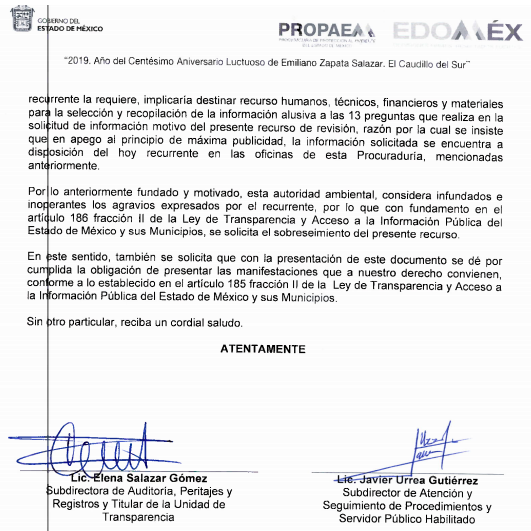 GOBIERNO DEL
ESTADO DE MÉXICO
PROPAEM
EDOMÉX
"2019. Año del Centésimo Aniversario Luctuoso de Emiliano Zapata Salazar. El Caudillo del Sur"
recurrente la requiere, implicaría destinar recurso humanos, técnicos, financieros y materiales
para la selección y recopilación de la información alusiva a las 13 preguntas que realiza en la
solicitud de información motivo del presente recurso de revisión, razón por la cual se insiste
que en apego al principio de máxima publicidad, la información solicitada se encuentra a
disposición del hoy recurrente en las oficinas de esta Procuraduría, mencionadas
anteriormente.
Por lo anteriormente fundado y motivado, esta autoridad ambiental, considera infundados e
inoperantes los agravios expresados por el recurrente, por lo que con fundamento en el
artículo 186 fracción II de la Ley de Transparencia y Acceso a la Información Pública del
Estado de México y sus Municipios, se solicita el sobreseimiento del presente recurso.
En este sentido, también se solicita que con la presentación de este documento se dé por
cumplida la obligación de presentar las manifestaciones que a nuestro derecho convienen,
conforme a lo establecido en el artículo 185 fracción II de la Ley de Transparencia y Acceso a
la Información Pública del Estado de México y sus Municipios.
Sin otro particular, reciba un cordial saludo.
ATENTAMENTE
Lic. Elena Salazar Gómez
Subdirectora de Auditoría, Peritajes y
Registros y Titular de la Unidad de
Transparencia
Lic. Javier Urrea Gutiérrez
Subdirector de Atención y
Seguimiento de Procedimientos y
Servidor Público Habilitado